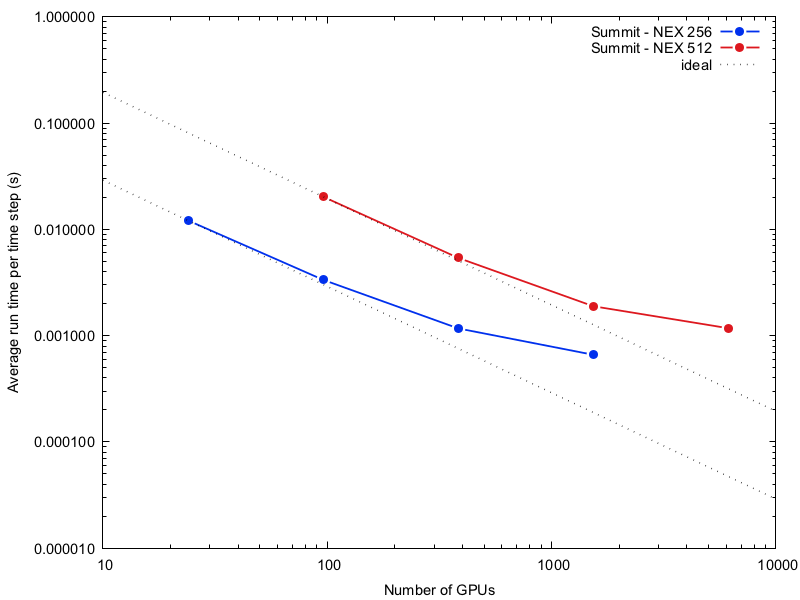 1.000000
0.100000
0.010000
0.001000
0.000100
0.000010
Average run time per time step (s)
Summit - NEX 256
Summit - NEX 512
ideal
10
100
1000
10000
Number of GPUs